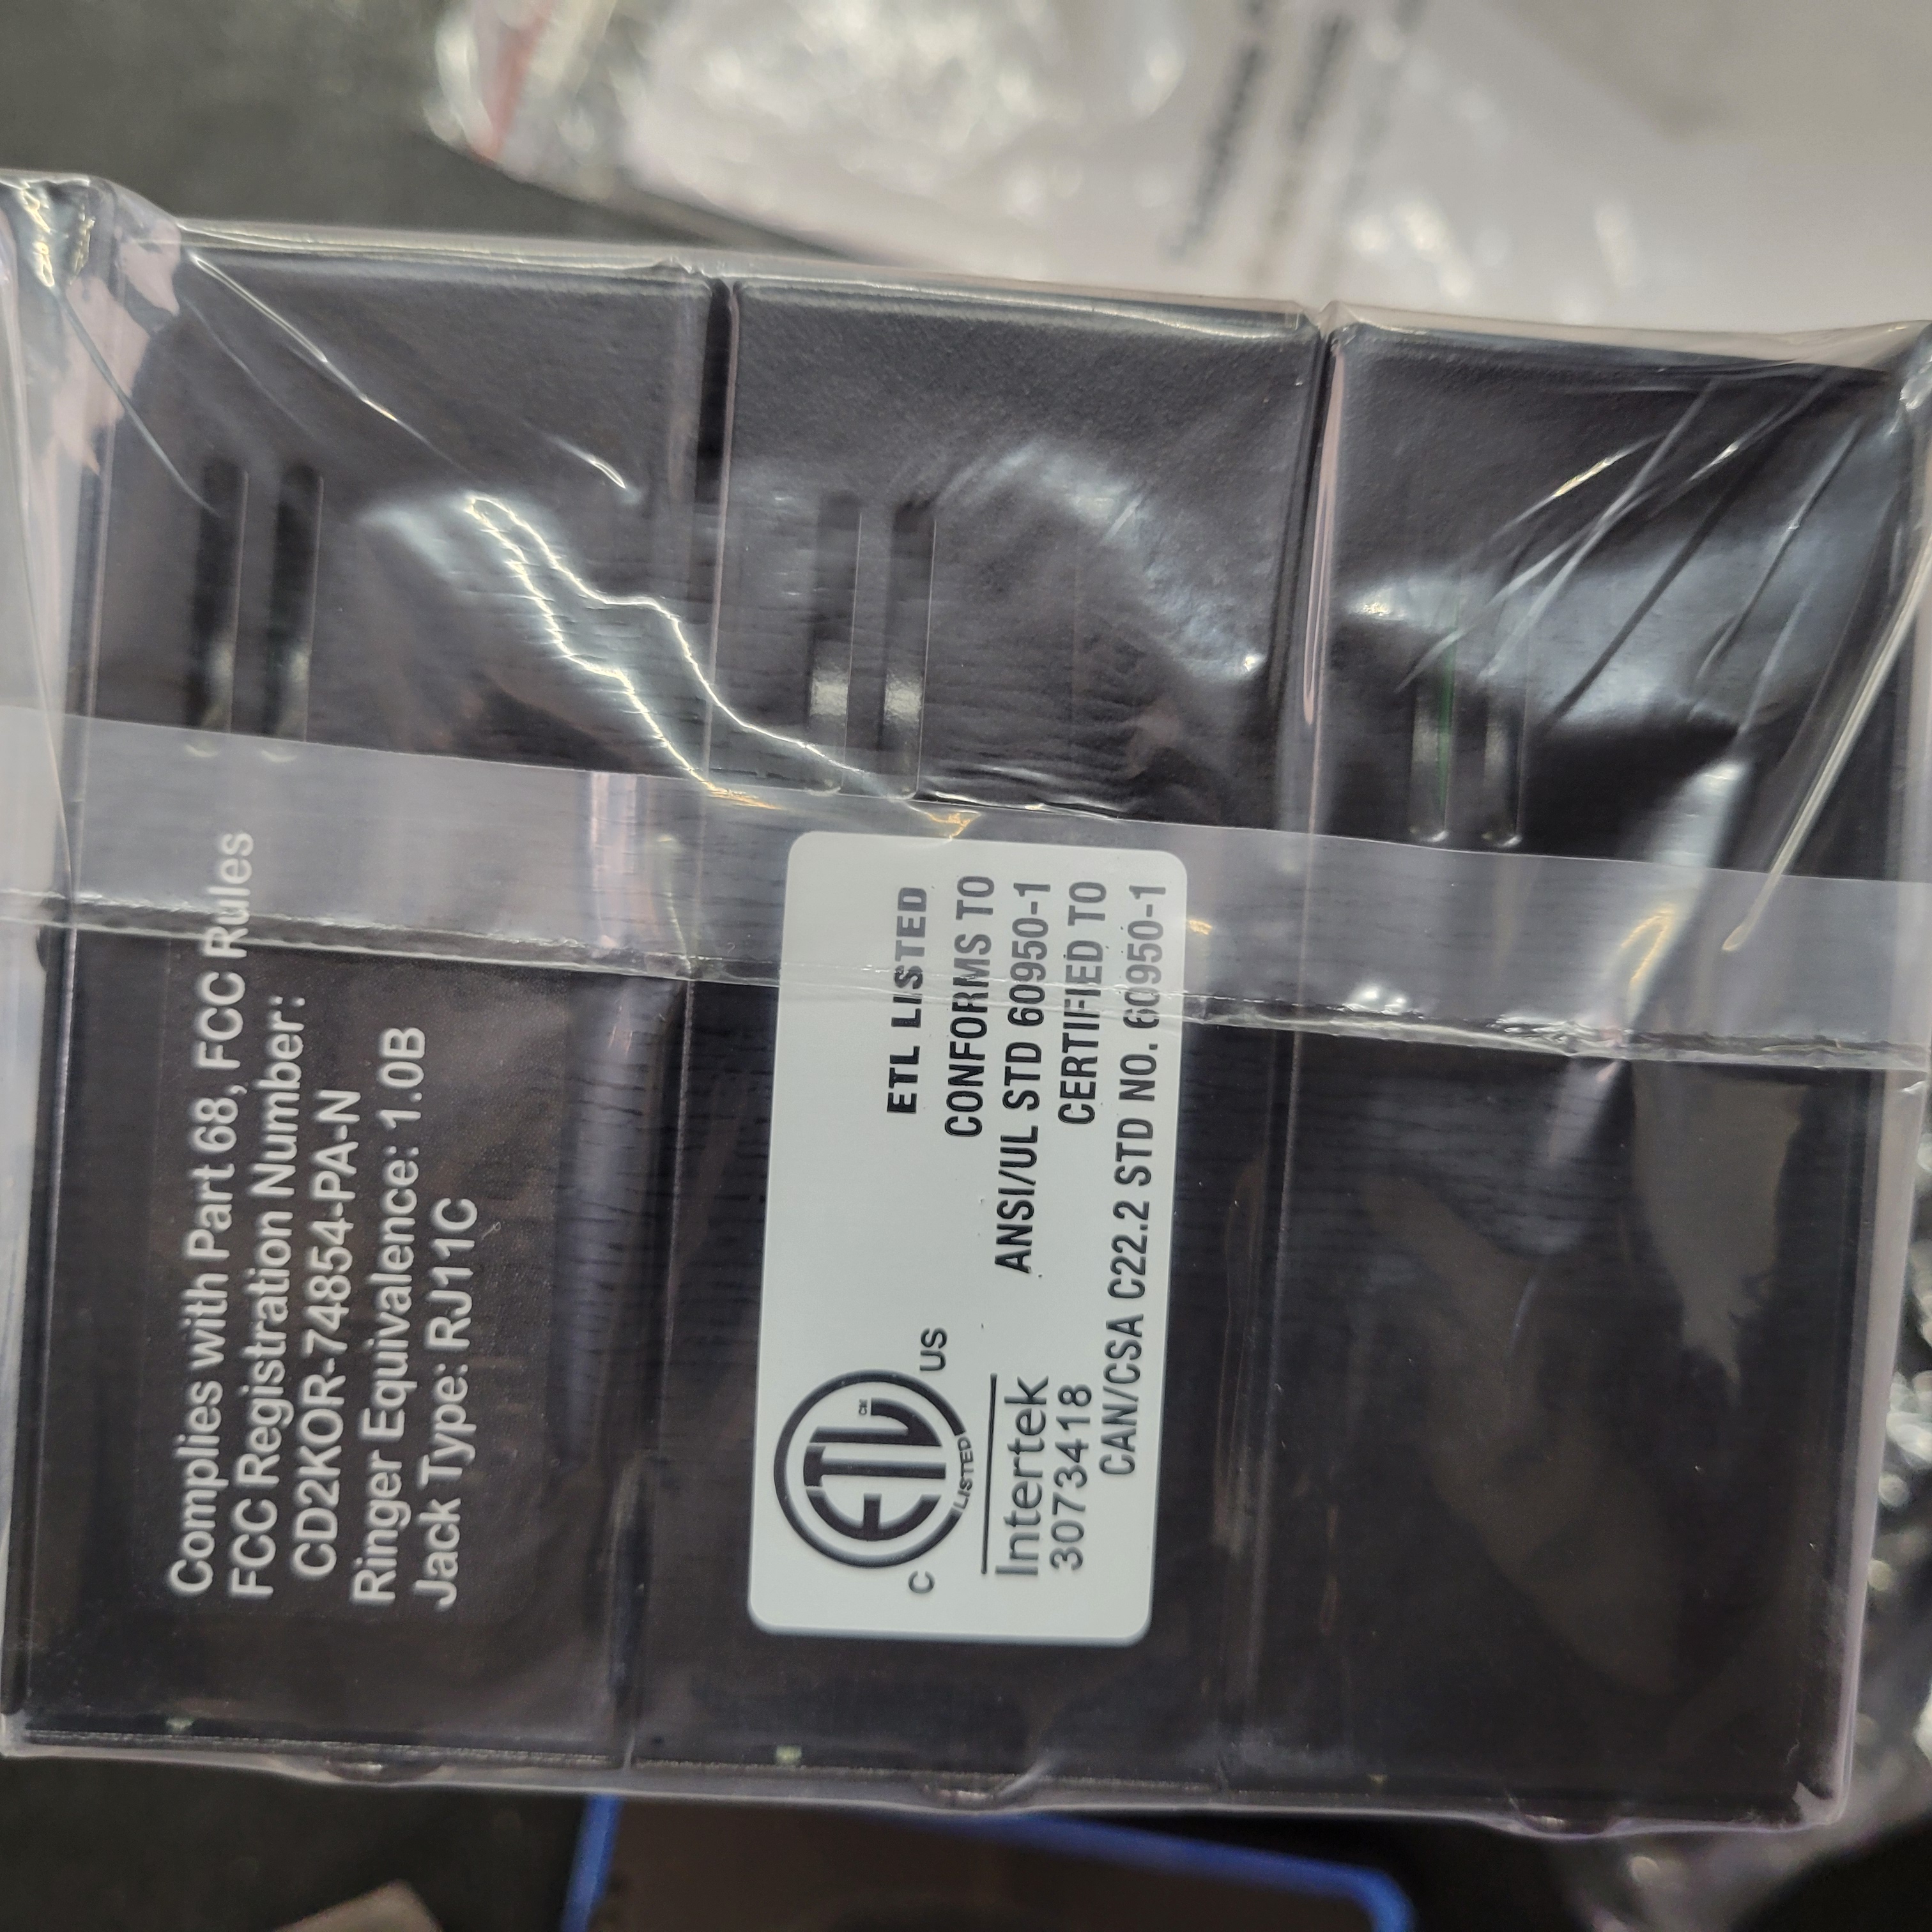 Complies with Part 68, FCC Rules
FCC Registration Number:
CD2KOR-74854-PA-N
Ringer Equivalence: 1.0B
Jack Type: RJ11C
ETL CM
LISTED
C US
Intertek
3073418
ETL LISTED
CONFORMS TO
ANSI/UL STD 60950-1
CERTIFIED TO
CAN/CSA C22.2 STD NO. 60950-1